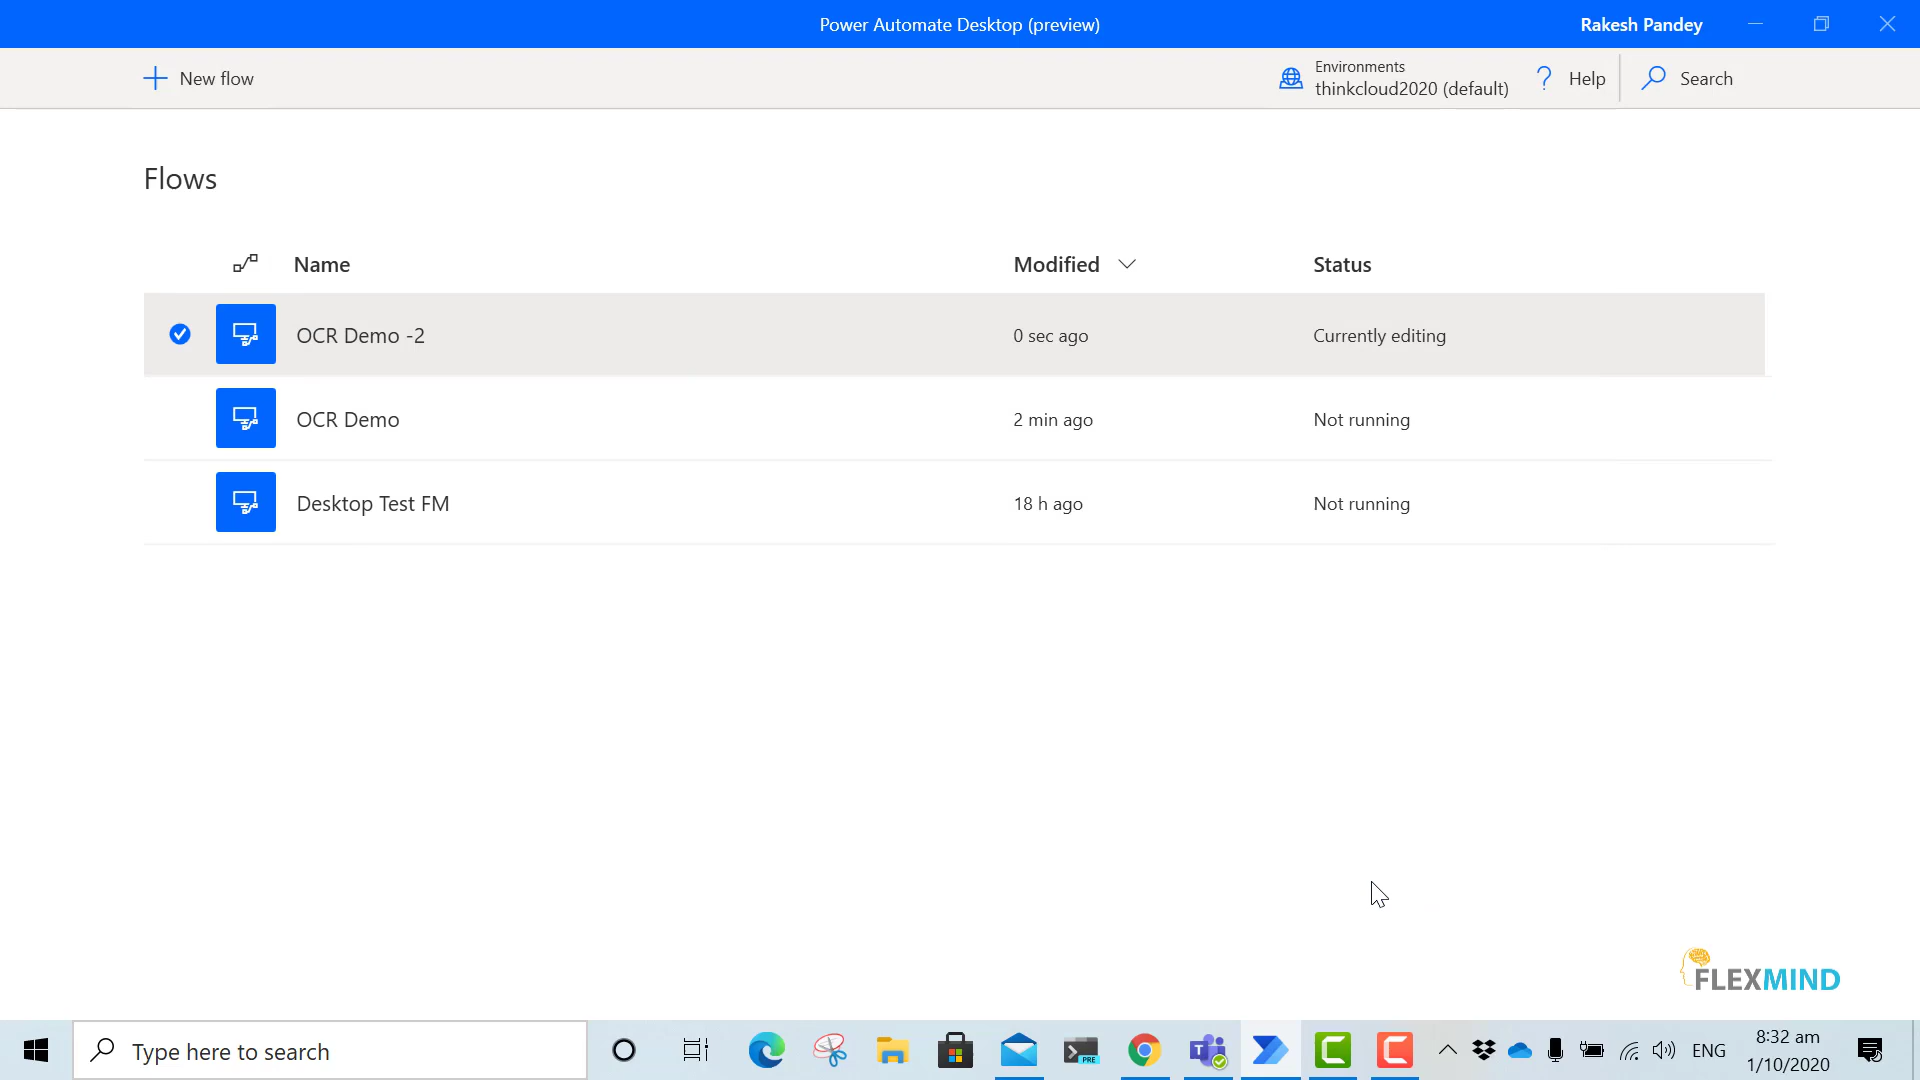 Power Automate Desktop (preview)
Rakesh Pandey
New flow
Environments
thinkcloud2020 (default)
? Help
Search
Flows
Name
Modified
Status
OCR Demo -2
0 sec ago
Currently editing
OCR Demo
2 min ago
Not running
Desktop Test FM
18 h ago
Not running
FLEXMIND
Type here to search
PRE
ENG
8:32 am
1/10/2020